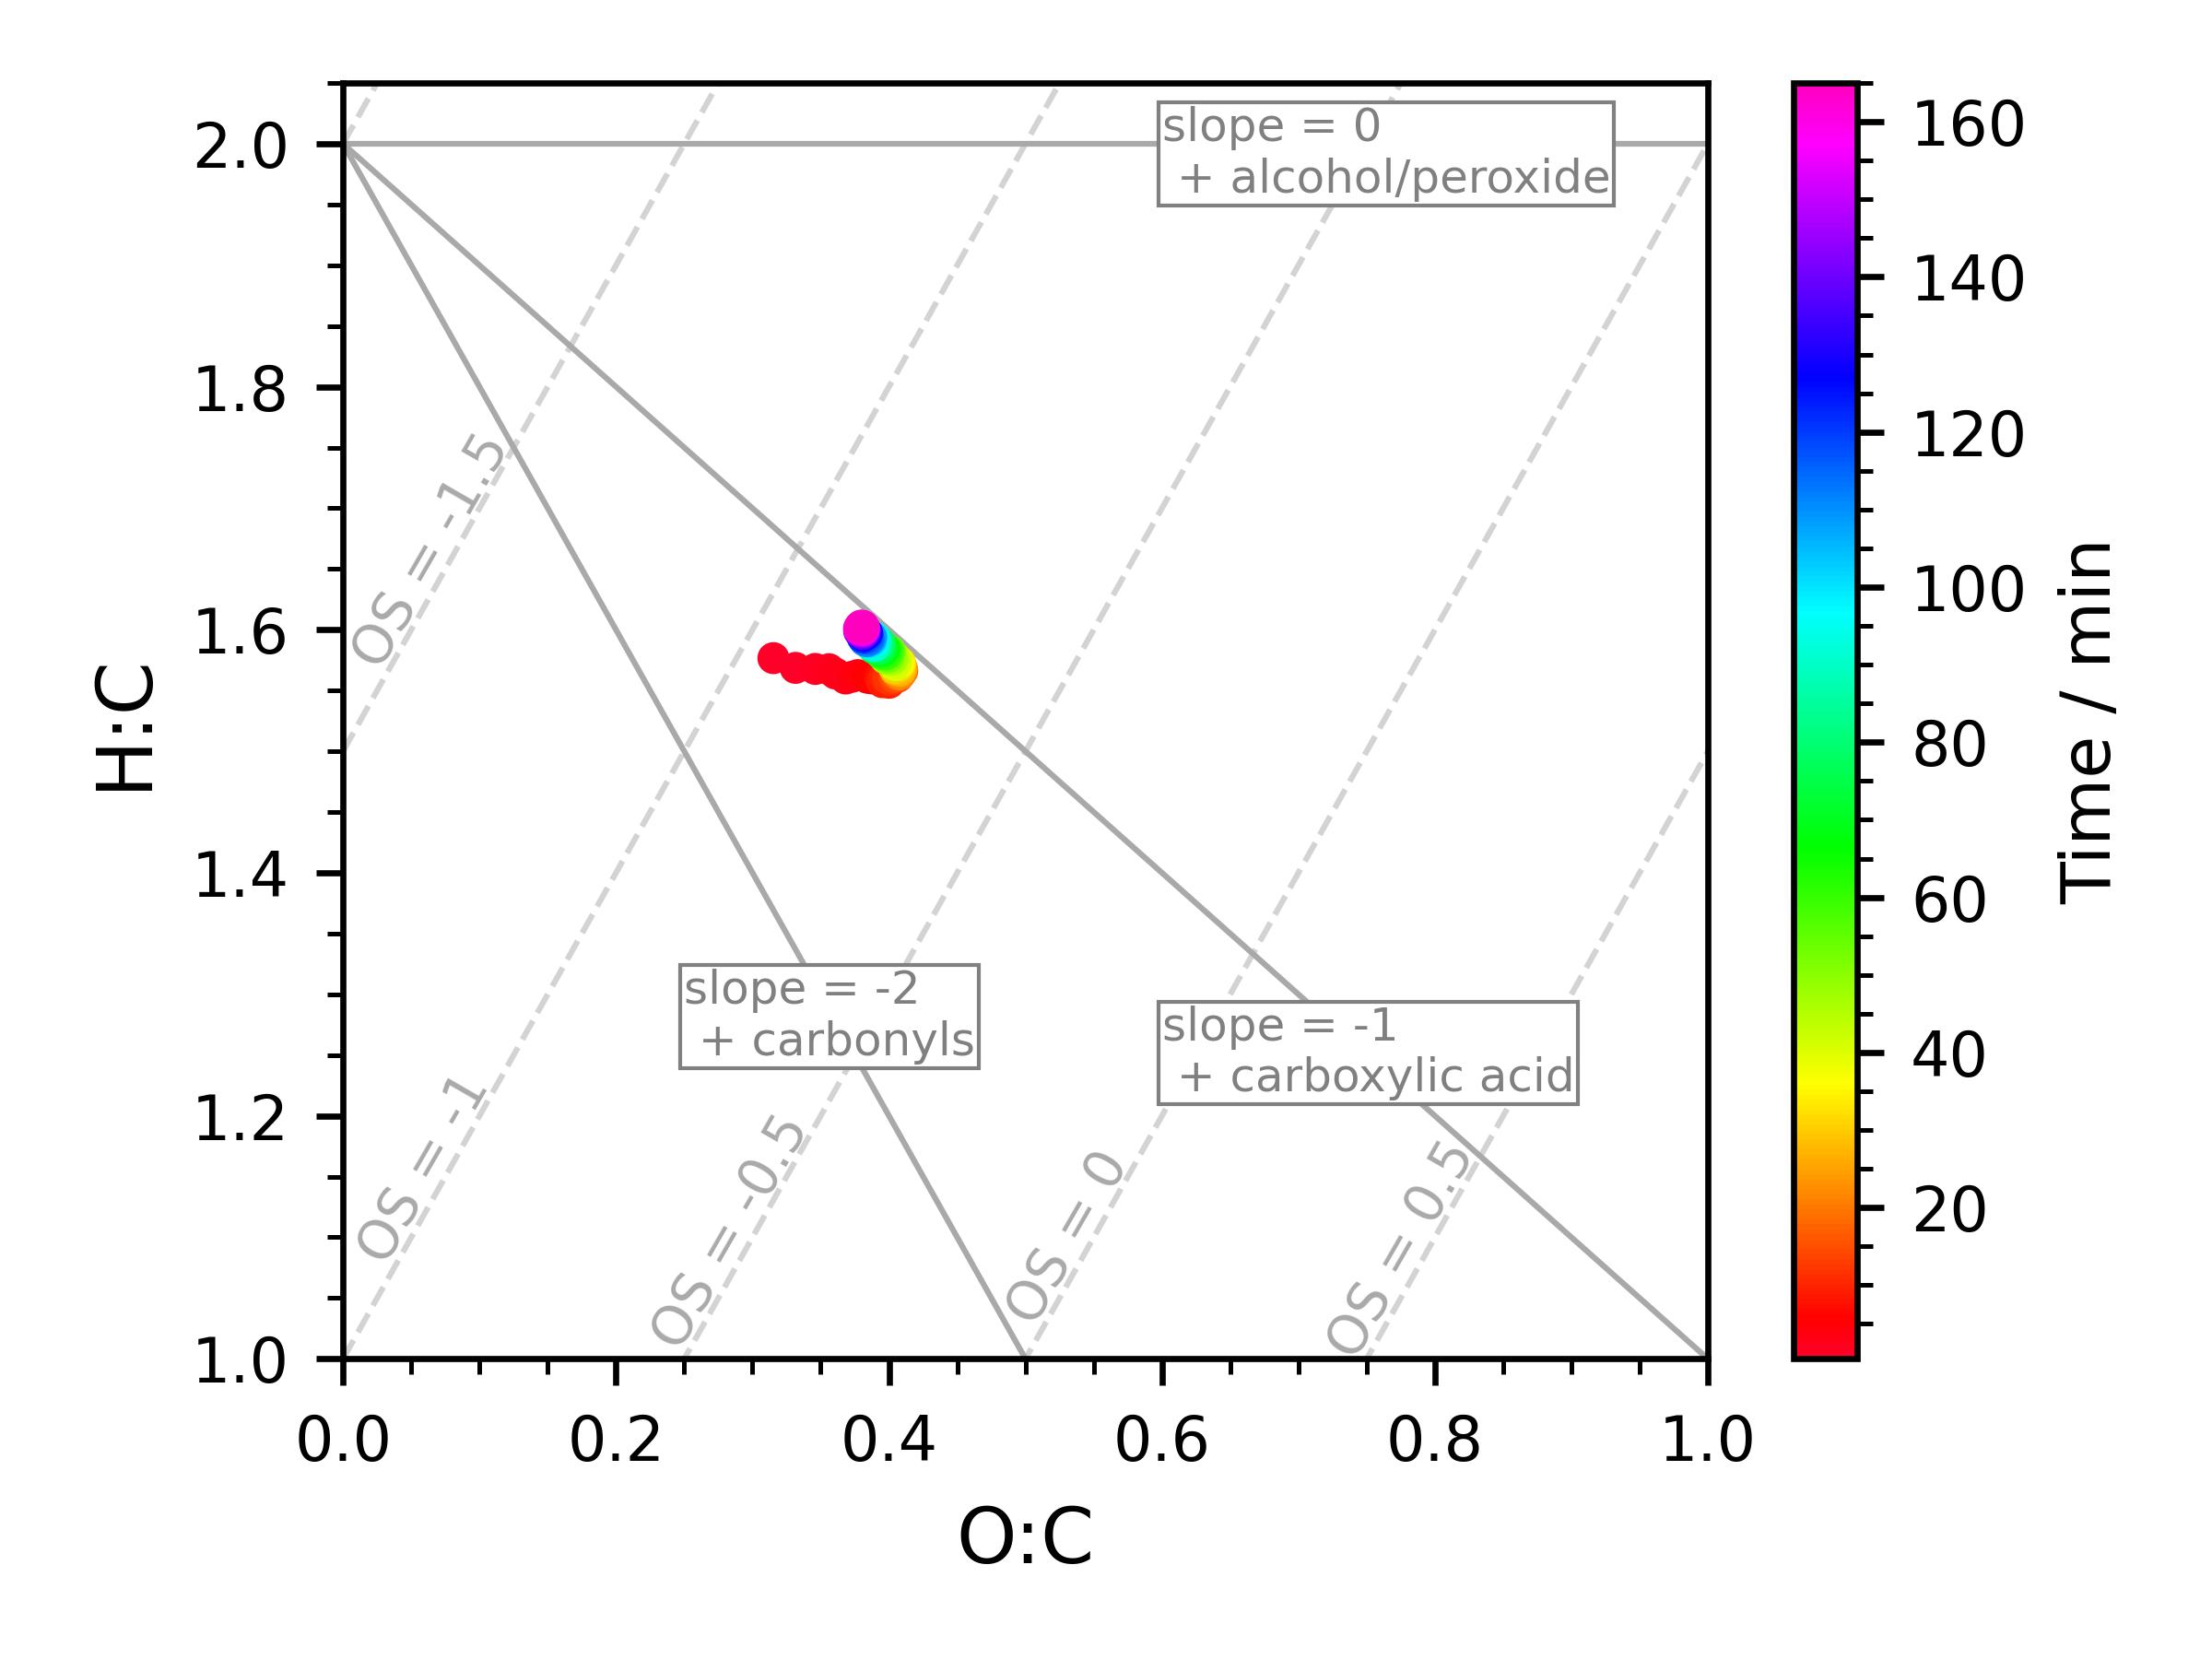 slope = 0
+ alcohol/peroxide
OS = -1.5
slope = -2
+ carbonyls
slope = -1
+ carboxylic acid
OS = -1
OS = -0.5
OS = 0
OS = 0.5
2.0
1.8
1.6
1.4
1.2
1.0
H:C
0.0
0.2
0.4
0.6
0.8
1.0
O:C
160
140
120
100
80
60
40
20
Time / min